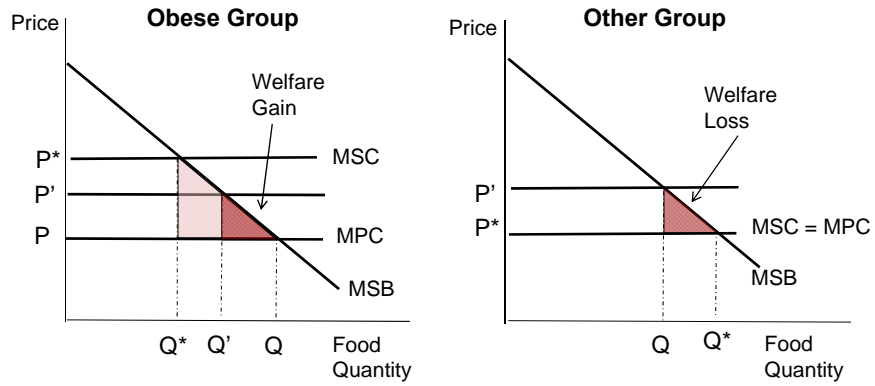 Obese Group
Price
Welfare
Gain
P*
MSC
P'
P
MPC
MSB
Q*
Q'
Q
Food
Quantity
Other Group
Price
Welfare
Loss
P'
P*
MSC = MPC
MSB
Q
Q*
Food
Quantity